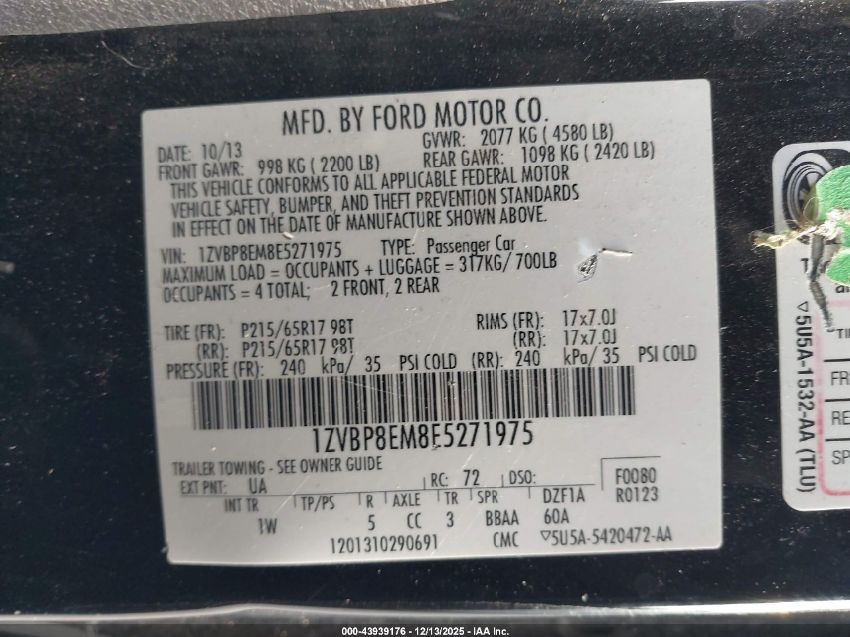 MFD. BY FORD MOTOR CO.
DATE: 10/13 GVWR: 2077 KG ( 4580 LB)
FRONT GAWR: 998 KG ( 2200 LB) REAR GAWR: 1098 KG ( 2420 LB)
THIS VEHICLE CONFORMS TO ALL APPLICABLE FEDERAL MOTOR
VEHICLE SAFETY, BUMPER, AND THEFT PREVENTION STANDARDS
IN EFFECT ON THE DATE OF MANUFACTURE SHOWN ABOVE.
VIN: 1ZVBP8EM8E5271975 TYPE: Passenger Car
MAXIMUM LOAD = OCCUPANTS + LUGGAGE = 317KG/ 700LB
OCCUPANTS = 4 TOTAL; 2 FRONT, 2 REAR
TIRE (FR): P215/65R17 98T RIMS (FR): 17x7.0J
(RR): P215/65R17 98T (RR): 17x7.0J
PRESSURE (FR): 240 kPa/ 35 PSI COLD (RR): 240 kPa/ 35 PSI COLD
1ZVBP8EM8E5271975
TRAILER TOWING - SEE OWNER GUIDE
EXT PNT: UA RC: 72 DSO: F0080
INT TR TP/PS R AXLE TR SPR DZF1A R0123
1W 5 CC 3 BBAA 60A
1201310290691 CMC ▽5U5A-5420472-AA
▽5U5A-1532-AA (TLU)
FR
RE
SP
000-43939176 - 12/13/2025 - IAA Inc.